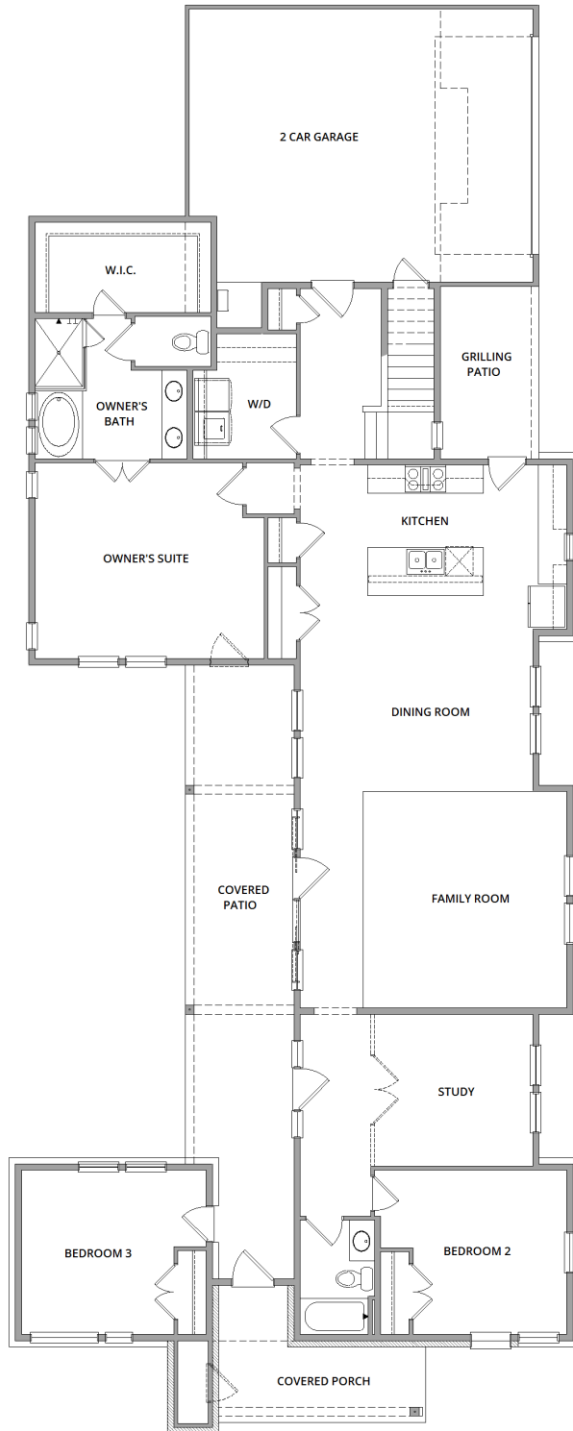 2 CAR GARAGE
W.I.C.
GRILLING
PATIO
OWNER'S
BATH
W/D
KITCHEN
OWNER'S SUITE
DINING ROOM
COVERED
PATIO
FAMILY ROOM
STUDY
BEDROOM 3
BEDROOM 2
COVERED PORCH